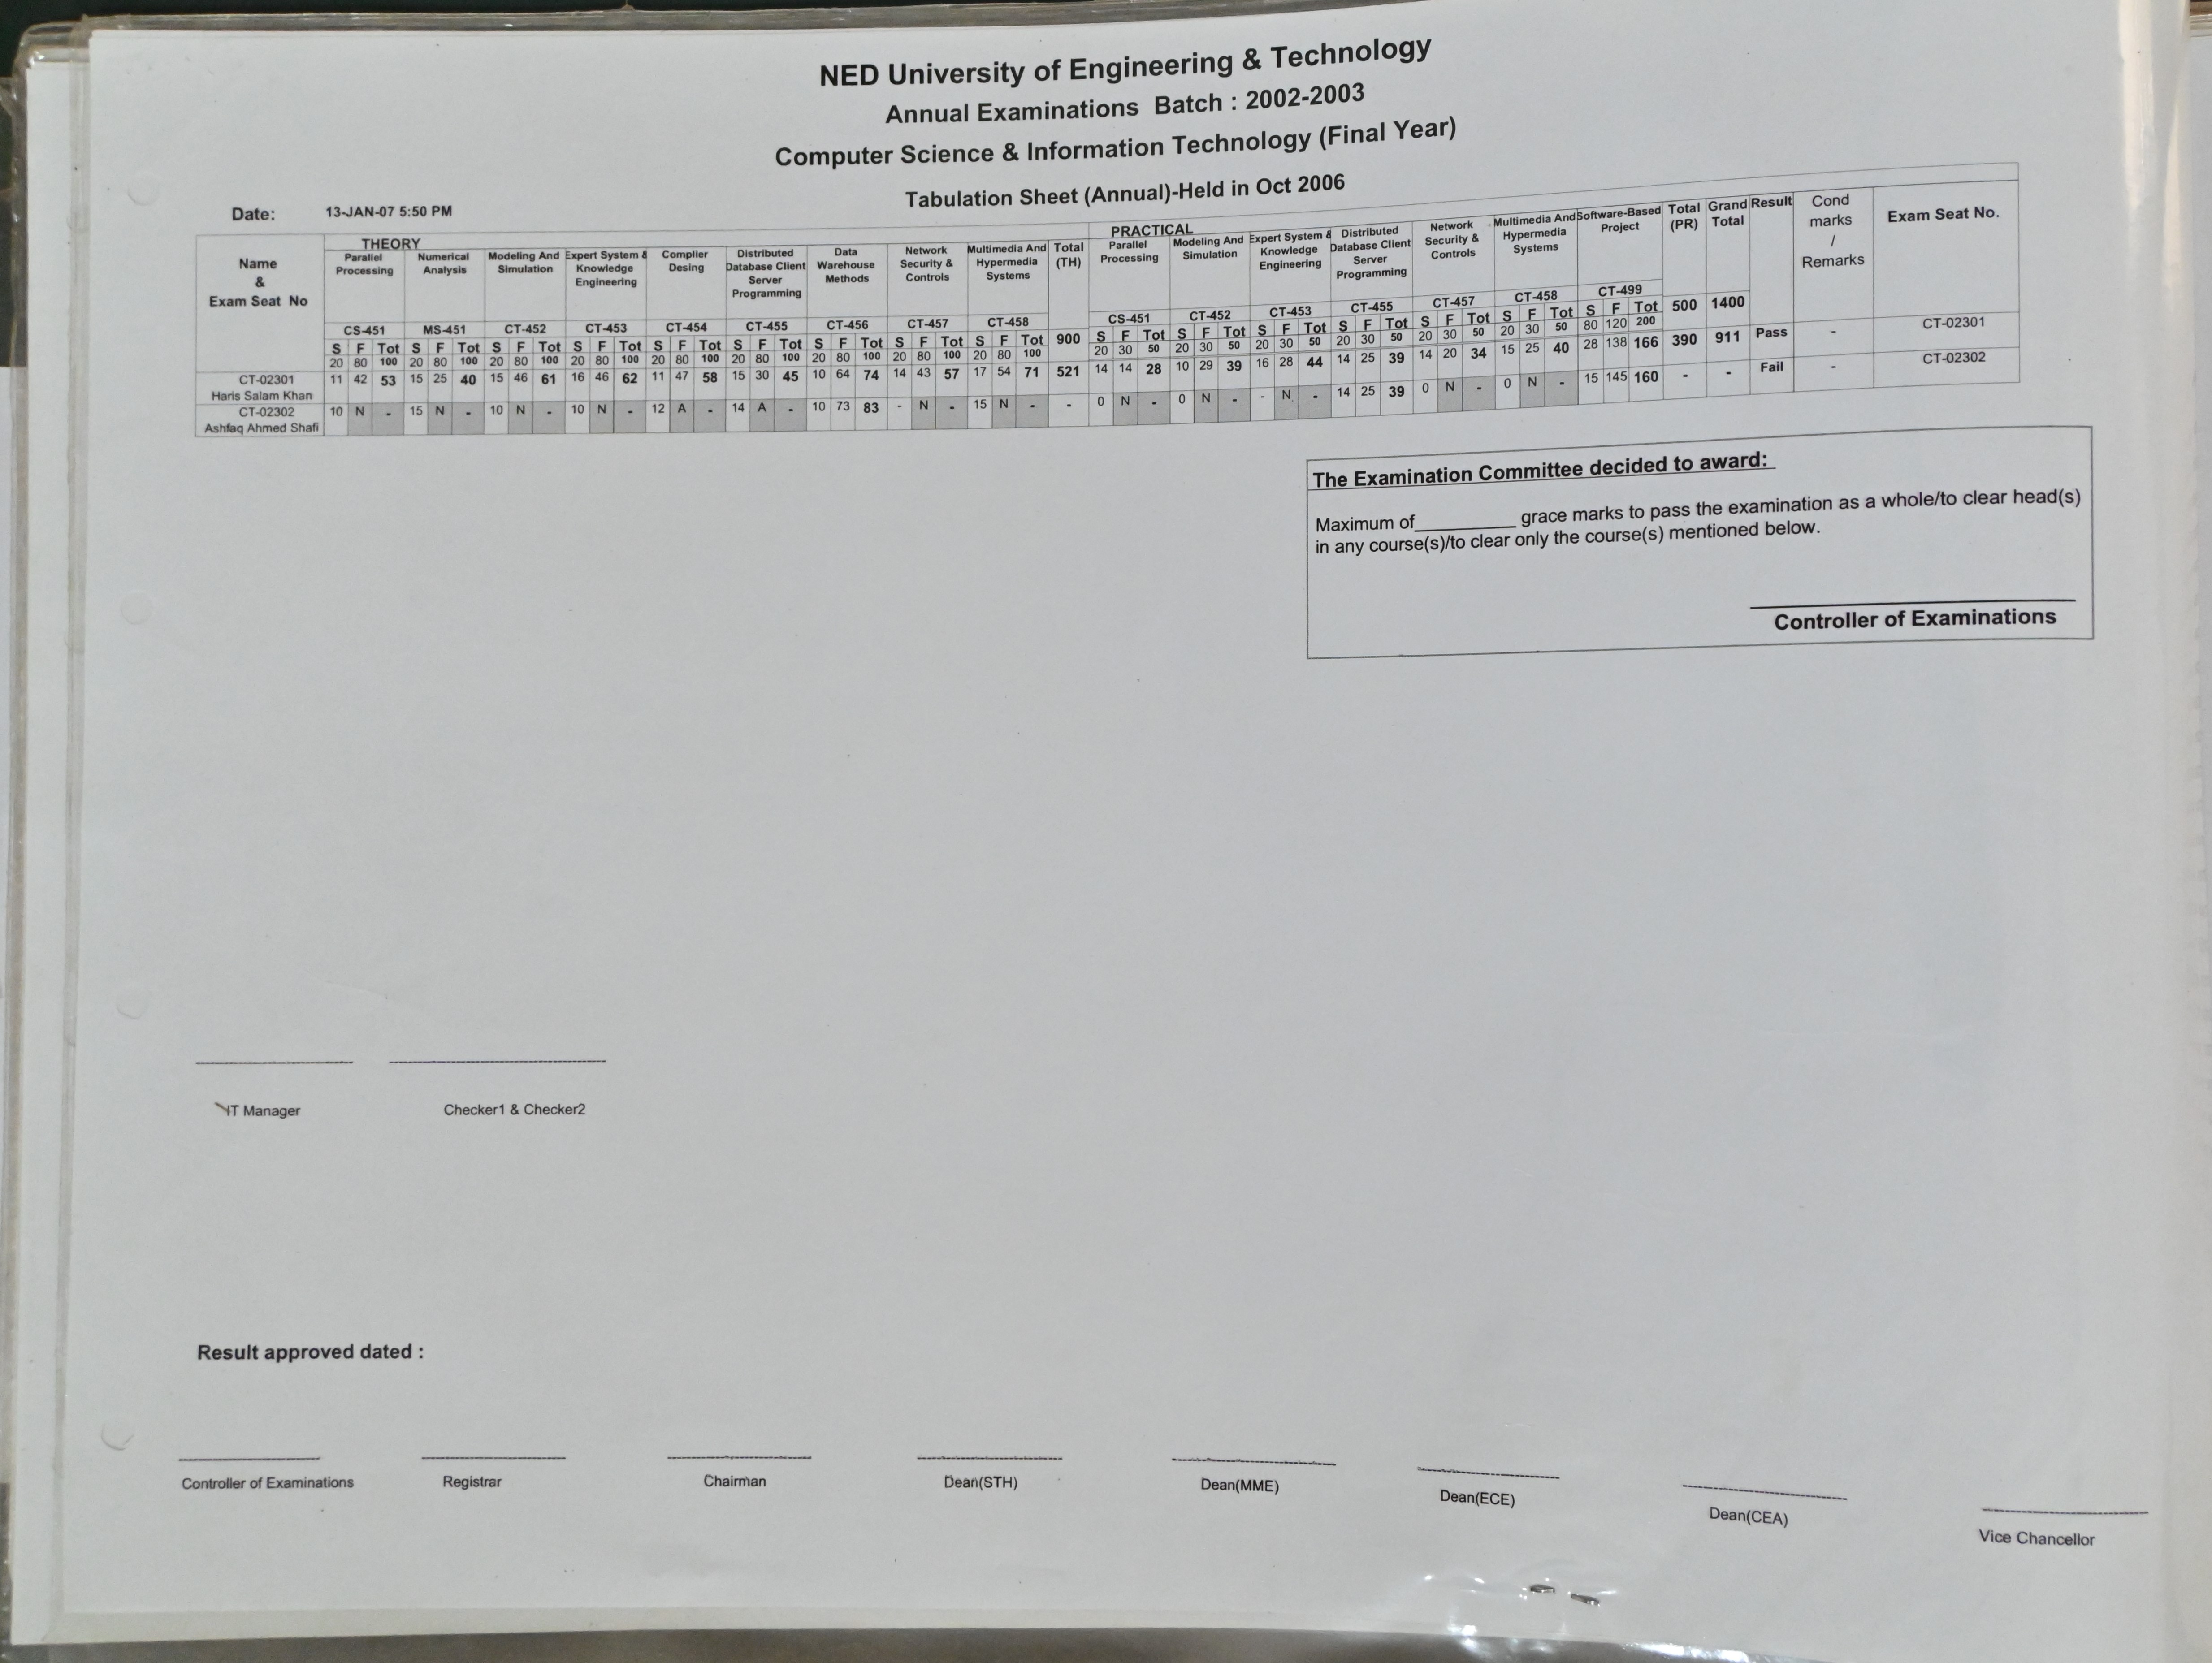 NED University of Engineering & Technology
Annual Examinations Batch : 2002-2003
Computer Science & Information Technology (Final Year)
Tabulation Sheet (Annual)-Held in Oct 2006
Date: 13-JAN-07 5:50 PM
Name & Exam Seat No
THEORY
Parallel Processing CS-451 S F Tot 20 80 100
Numerical Analysis MS-451 S F Tot 20 80 100
Modeling And Simulation CT-452 S F Tot 20 80 100
Expert System & Knowledge Engineering CT-453 S F Tot 20 80 100
Complier Desing CT-454 S F Tot 20 80 100
Distributed Database Client Server Programming CT-455 S F Tot 20 80 100
Data Warehouse Methods CT-456 S F Tot 20 80 100
Network Security & Controls CT-457 S F Tot 20 80 100
Multimedia And Hypermedia Systems CT-458 S F Tot 20 80 100
Total (TH) 900
PRACTICAL
Parallel Processing CS-451 S F Tot 20 30 50
Modeling And Simulation CT-452 S F Tot 20 30 50
Expert System & Knowledge Engineering CT-453 S F Tot 20 30 50
Distributed Database Client Server Programming CT-455 S F Tot 20 30 50
Network Security & Controls CT-457 S F Tot 20 30 50
Multimedia And Hypermedia Systems CT-458 S F Tot 20 30 50
Software-Based Project CT-499 S F Tot 80 120 200
Total (PR) 500
Grand Total 1400
Result
Cond marks / Remarks
Exam Seat No.
CT-02301 11 42 53 15 25 40 15 46 61 16 46 62 11 47 58 15 30 45 10 64 74 14 43 57 17 54 71 521 14 14 28 10 29 39 16 28 44 14 25 39 14 20 34 15 25 40 28 138 166 390 911 Pass - CT-02301
Haris Salam Khan
CT-02302 10 N - 15 N - 10 N - 10 N - 12 A - 14 A - 10 73 83 - N - 15 N - - 0 N - 0 N - - N - 14 25 39 0 N - 0 N - 15 145 160 - - Fail - CT-02302
Ashfaq Ahmed Shafi
The Examination Committee decided to award:
Maximum of__________ grace marks to pass the examination as a whole/to clear head(s)
in any course(s)/to clear only the course(s) mentioned below.
Controller of Examinations
IT Manager Checker1 & Checker2
Result approved dated :
Controller of Examinations Registrar Chairman Dean(STH) Dean(MME) Dean(ECE) Dean(CEA) Vice Chancellor